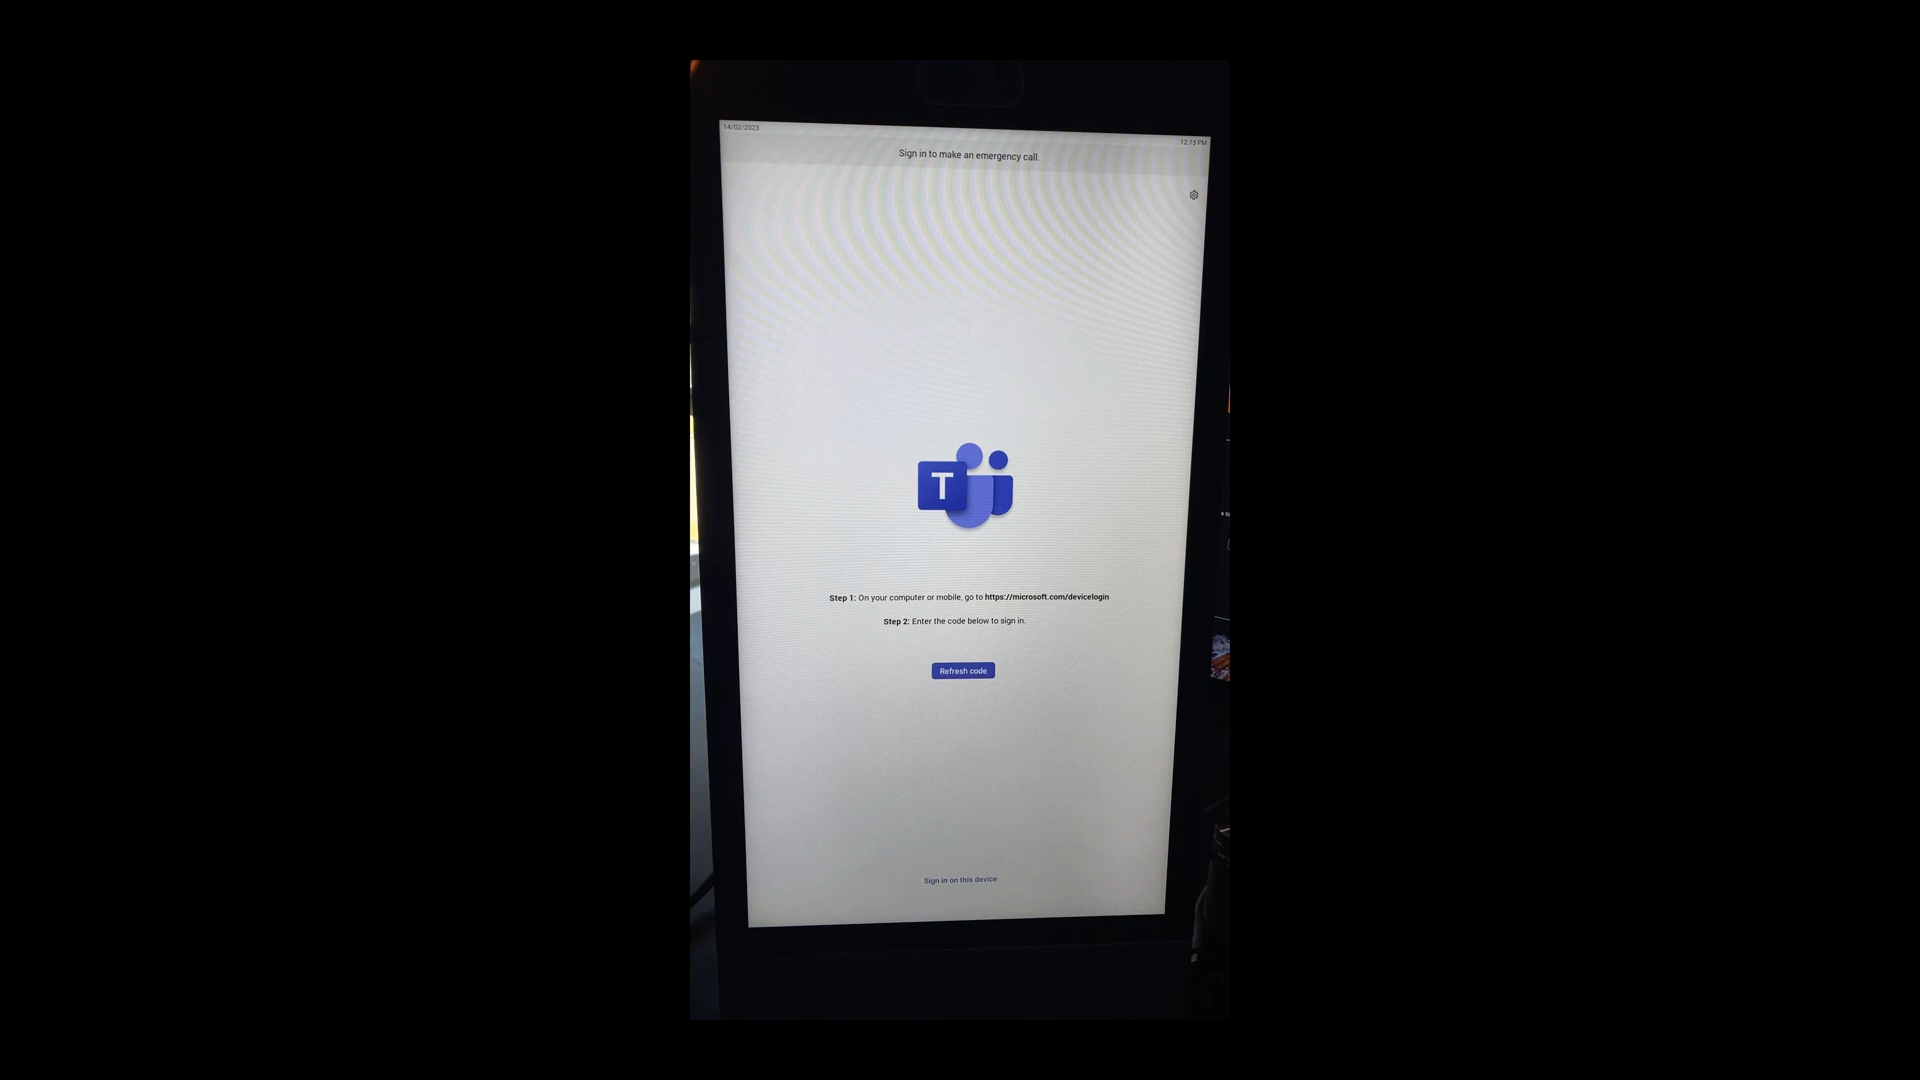 14/02/2023
12:15 PM
Sign in to make an emergency call.
T
Step 1: On your computer or mobile, go to https://microsoft.com/devicelogin
Step 2: Enter the code below to sign in.
Refresh code
Sign in on this device